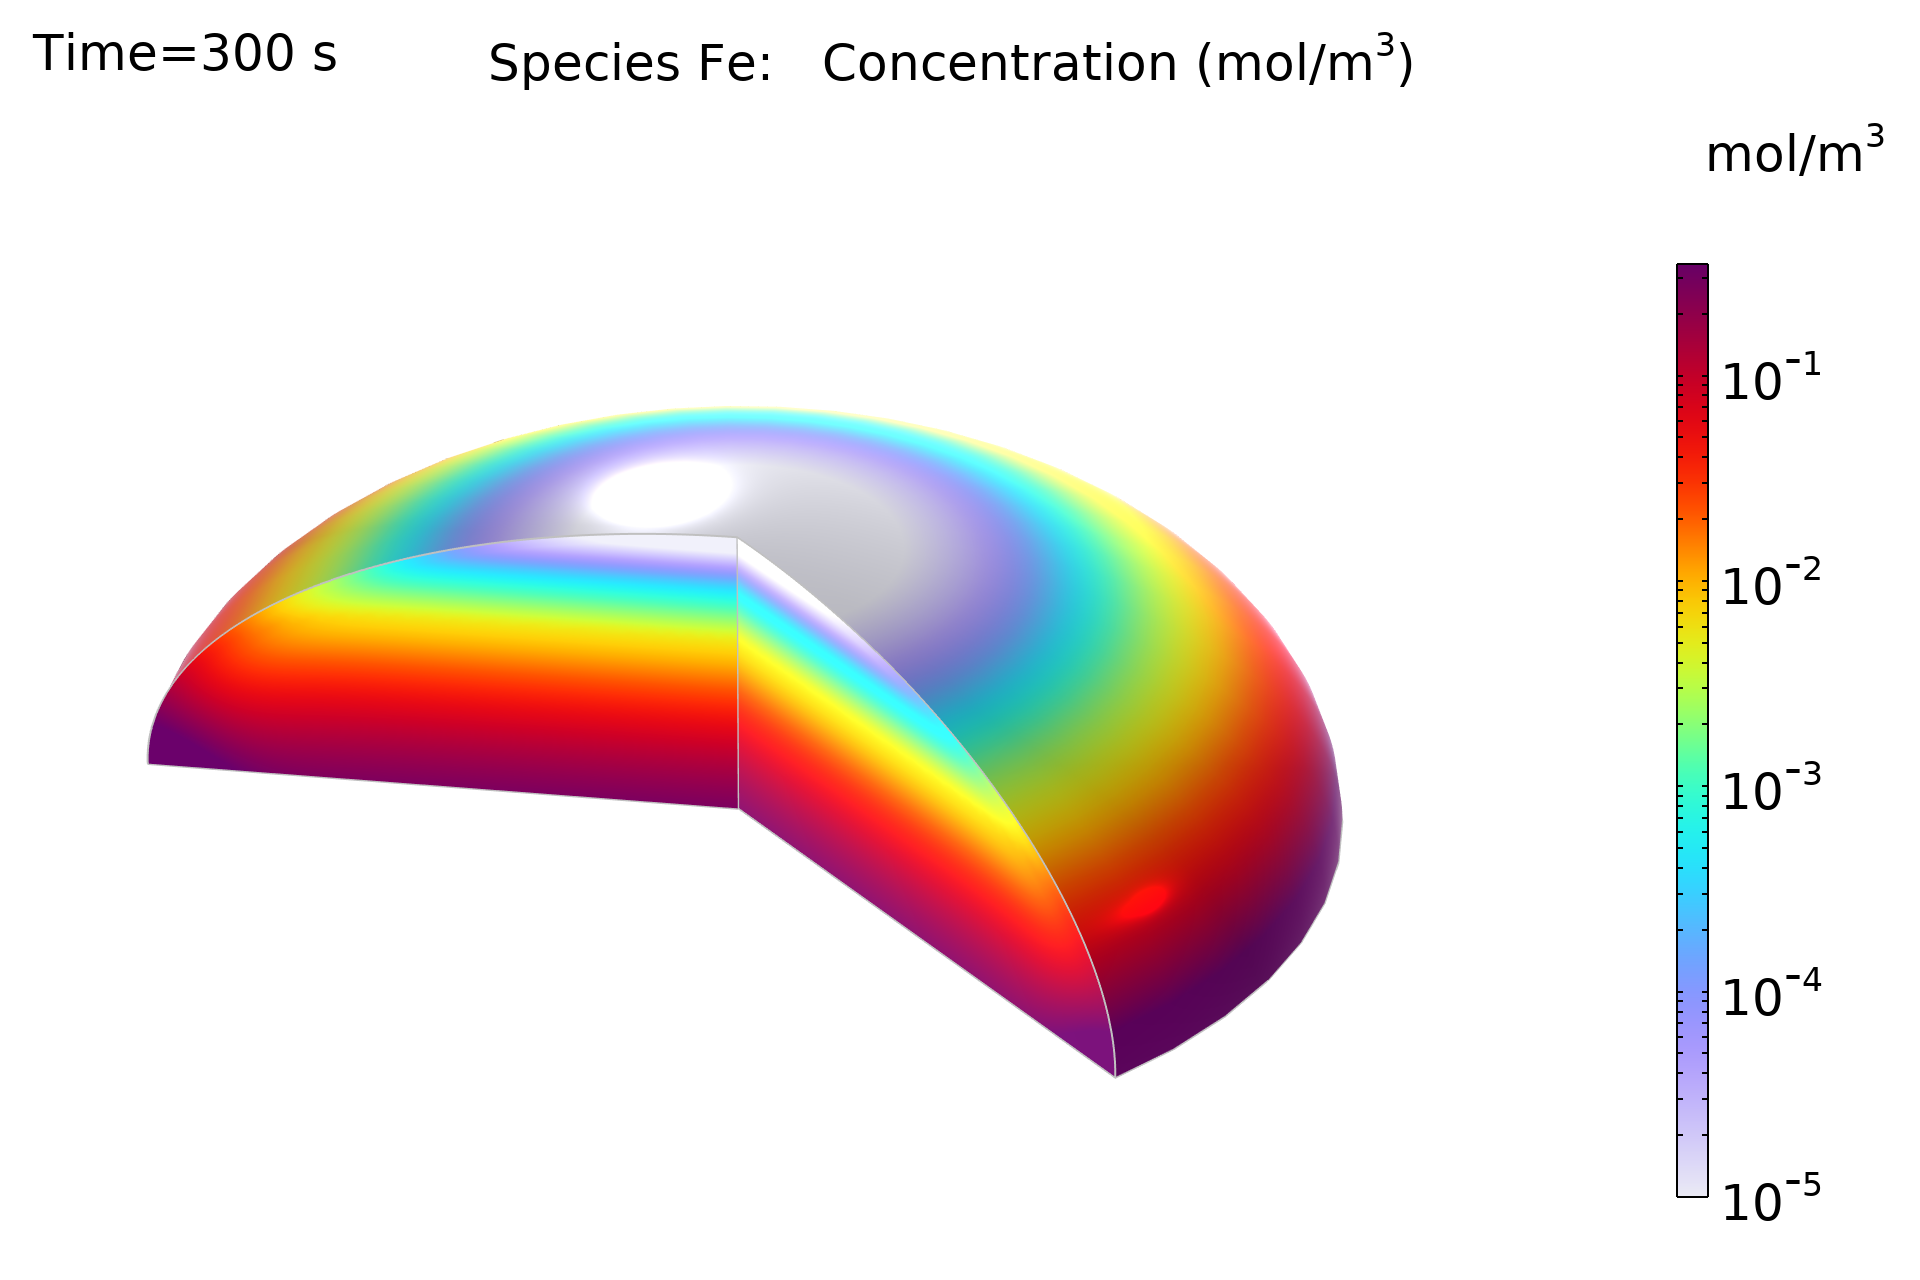 Time=300 s
Species Fe: Concentration (mol/m³)
mol/m³
10⁻¹
10⁻²
10⁻³
10⁻⁴
10⁻⁵